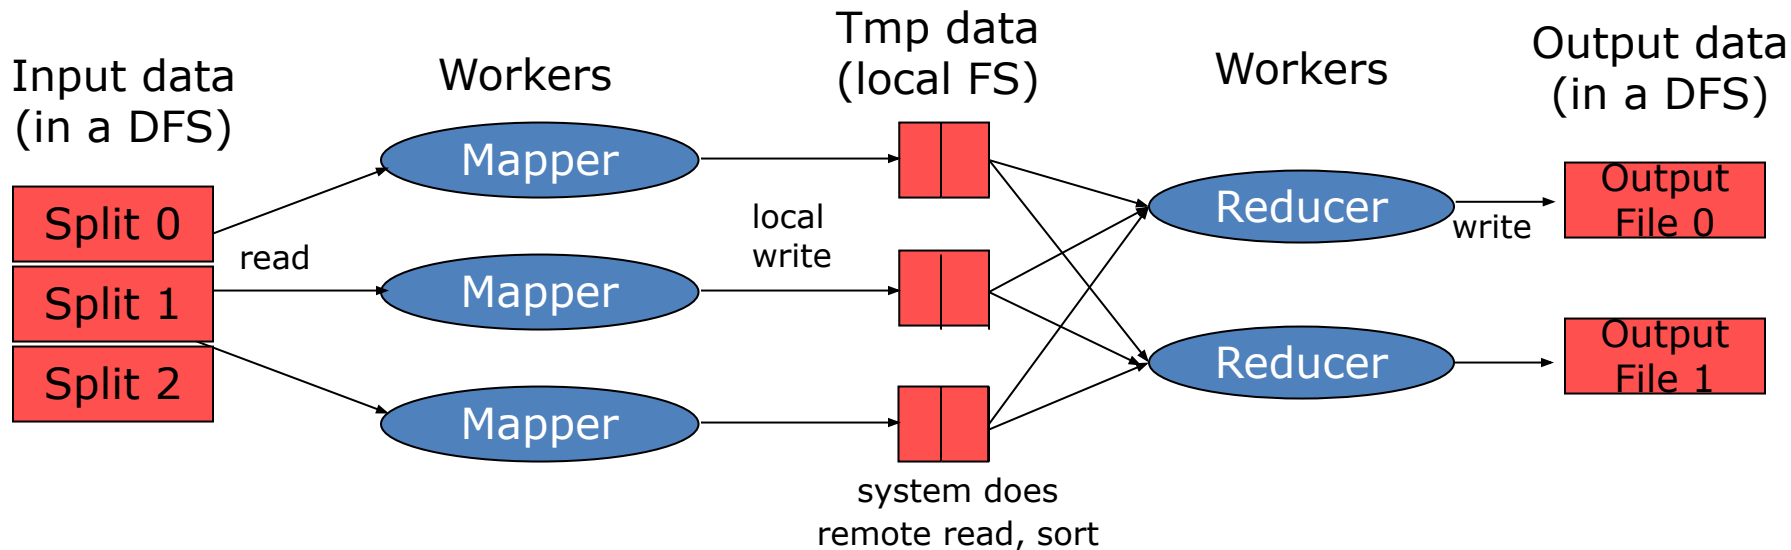 Input data
(in a DFS)
Workers
Tmp data
(local FS)
Workers
Output data
(in a DFS)
Split 0
Split 1
Split 2
read
Mapper
Mapper
Mapper
local
write
system does
remote read, sort
Reducer
Reducer
write
Output
File 0
Output
File 1